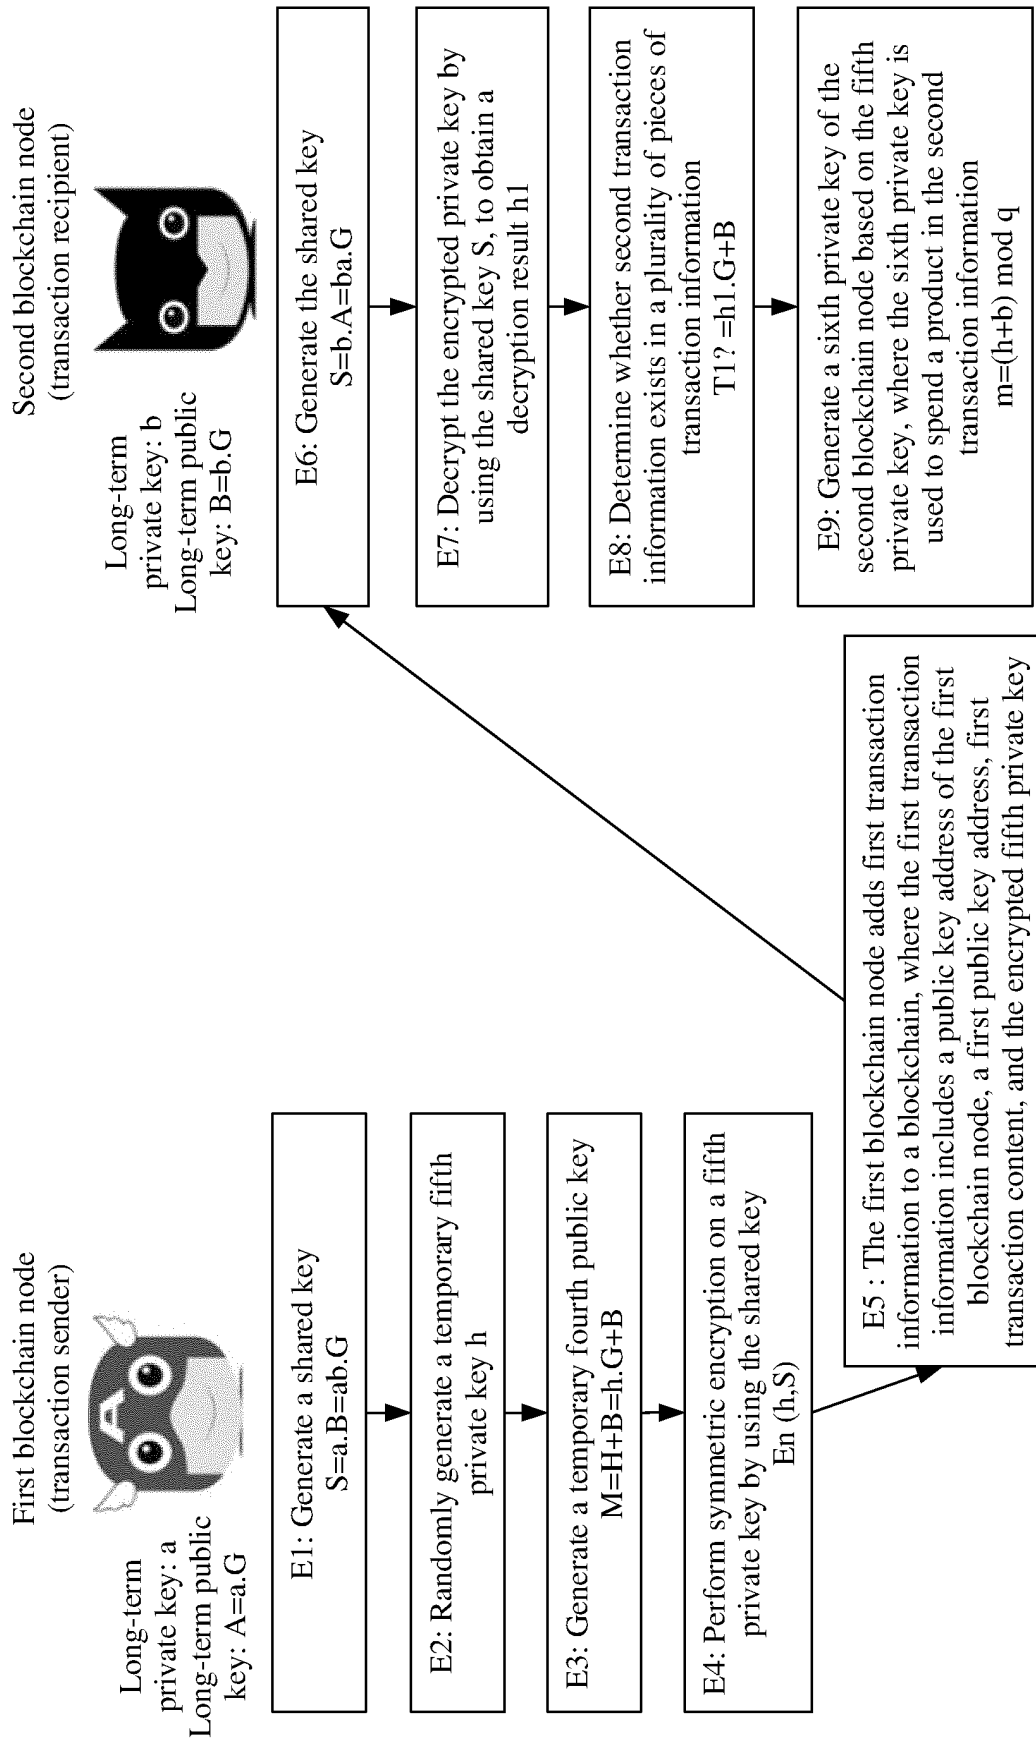 First blockchain node
(transaction sender)
Long-term
private key: a
Long-term public
key: A=a.G
A
E1: Generate a shared key
S=a.B=ab.G
E2: Randomly generate a temporary fifth
private key h
E3: Generate a temporary fourth public key
M=H+B=h.G+B
E4: Perform symmetric encryption on a fifth
private key by using the shared key
En (h,S)
E5 : The first blockchain node adds first transaction
information to a blockchain, where the first transaction
information includes a public key address of the first
blockchain node, a first public key address, first
transaction content, and the encrypted fifth private key
Second blockchain node
(transaction recipient)
Long-term
private key: b
Long-term public
key: B=b.G
E6: Generate the shared key
S=b.A=ba.G
E7: Decrypt the encrypted private key by
using the shared key S, to obtain a
decryption result h1
E8: Determine whether second transaction
information exists in a plurality of pieces of
transaction information
T1? =h1.G+B
E9: Generate a sixth private key of the
second blockchain node based on the fifth
private key, where the sixth private key is
used to spend a product in the second
transaction information
m=(h+b) mod q